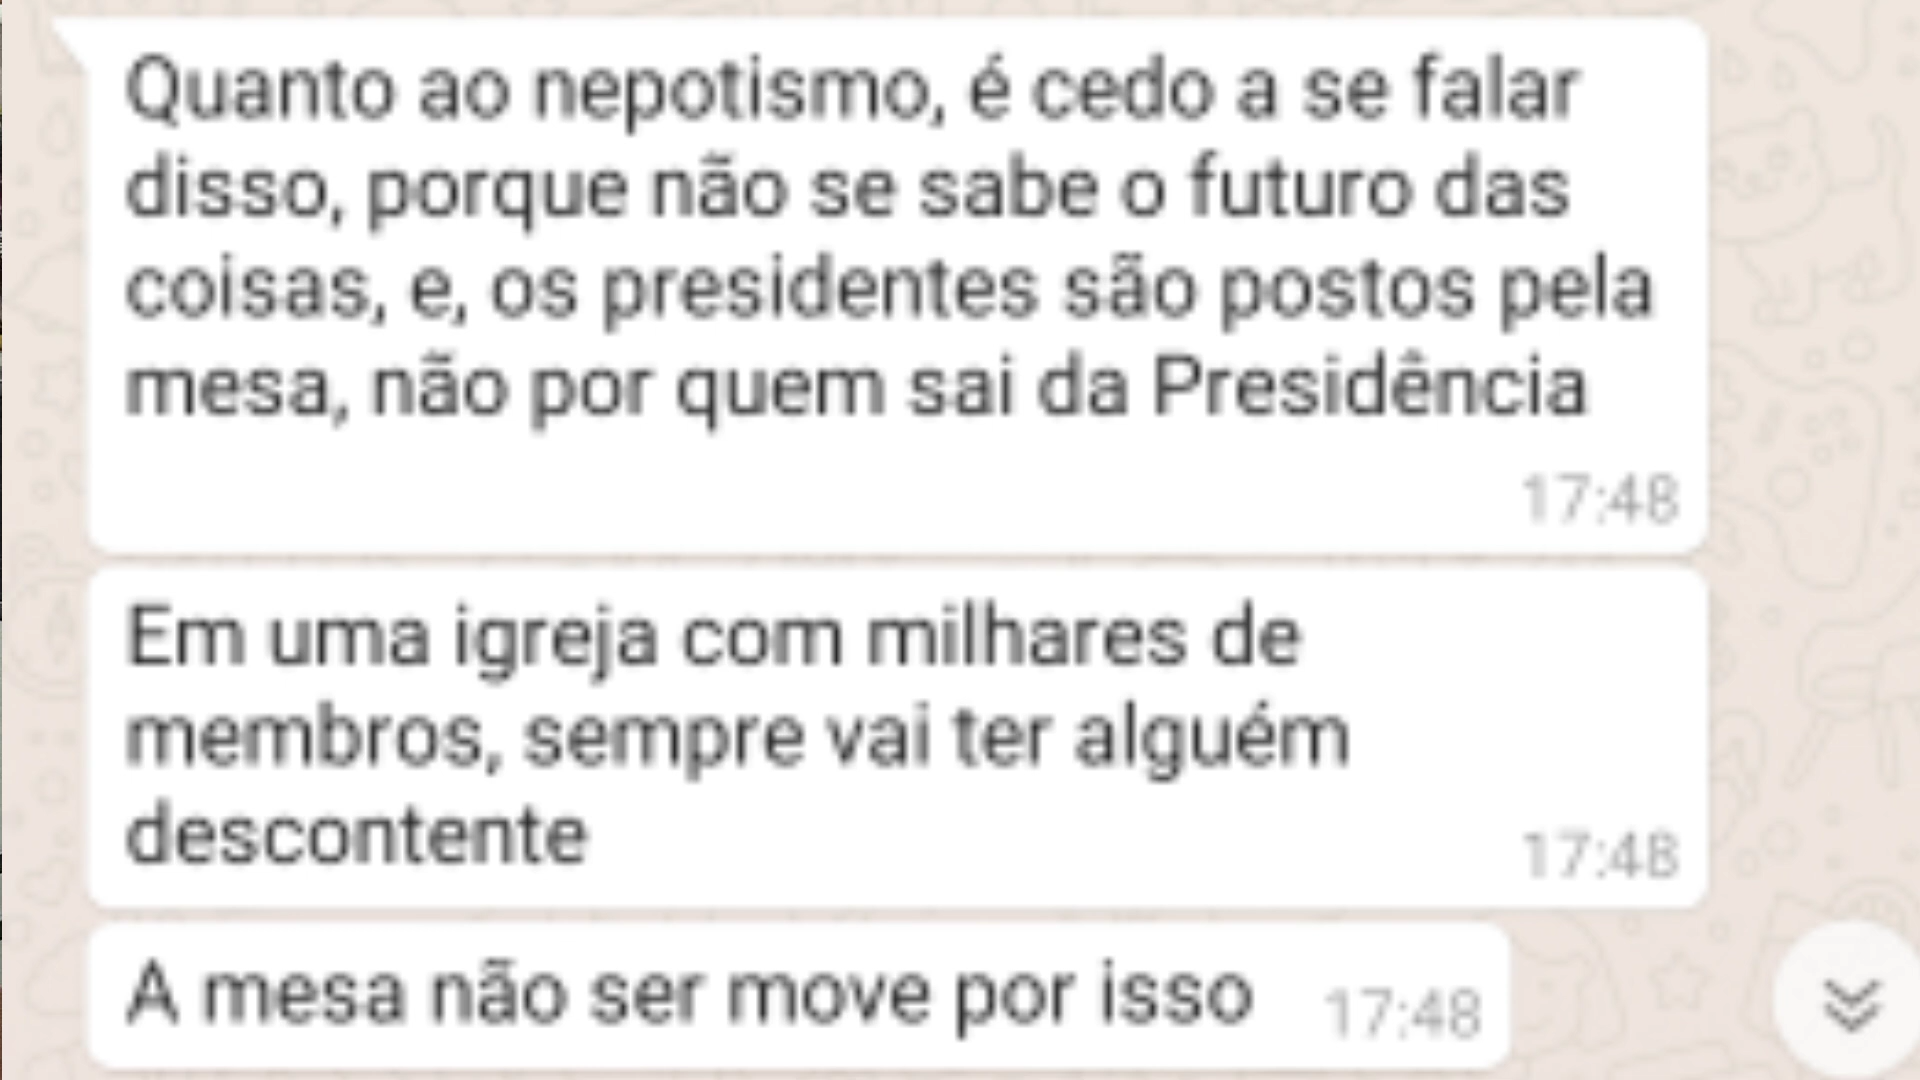 Quanto ao nepotismo, é cedo a se falar
disso, porque não se sabe o futuro das
coisas, e, os presidentes são postos pela
mesa, não por quem sai da Presidência
17:48
Em uma igreja com milhares de
membros, sempre vai ter alguém
descontente
17:48
A mesa não ser move por isso
17:48